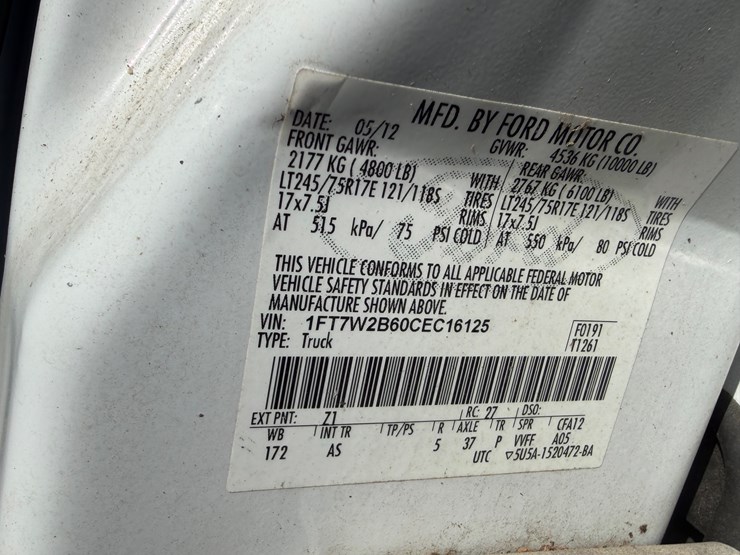 MFD. BY FORD MOTOR CO.
DATE: 05/12 GVWR: 4536 KG (10000 LB)
FRONT GAWR: REAR GAWR:
2177 KG (4800 LB) WITH 2767 KG (6100 LB) WITH
LT245/75R17E 121/118S TIRES LT245/75R17E 121/118S TIRES
17x7.5J RIMS 17x7.5J RIMS
AT 515 kPa/ 75 PSI COLD AT 550 kPa/ 80 PSI COLD
THIS VEHICLE CONFORMS TO ALL APPLICABLE FEDERAL MOTOR
VEHICLE SAFETY STANDARDS IN EFFECT ON THE DATE OF
MANUFACTURE SHOWN ABOVE.
VIN: 1FT7W2B60CEC16125 F0191
TYPE: Truck T1261
EXT PNT: Z1 RC: 27 DSO:
WB INT TR TP/PS R AXLE TR SPR CFA12
172 AS 5 37 P VVFF A05
UTC ▽5U5A-1520472-BA